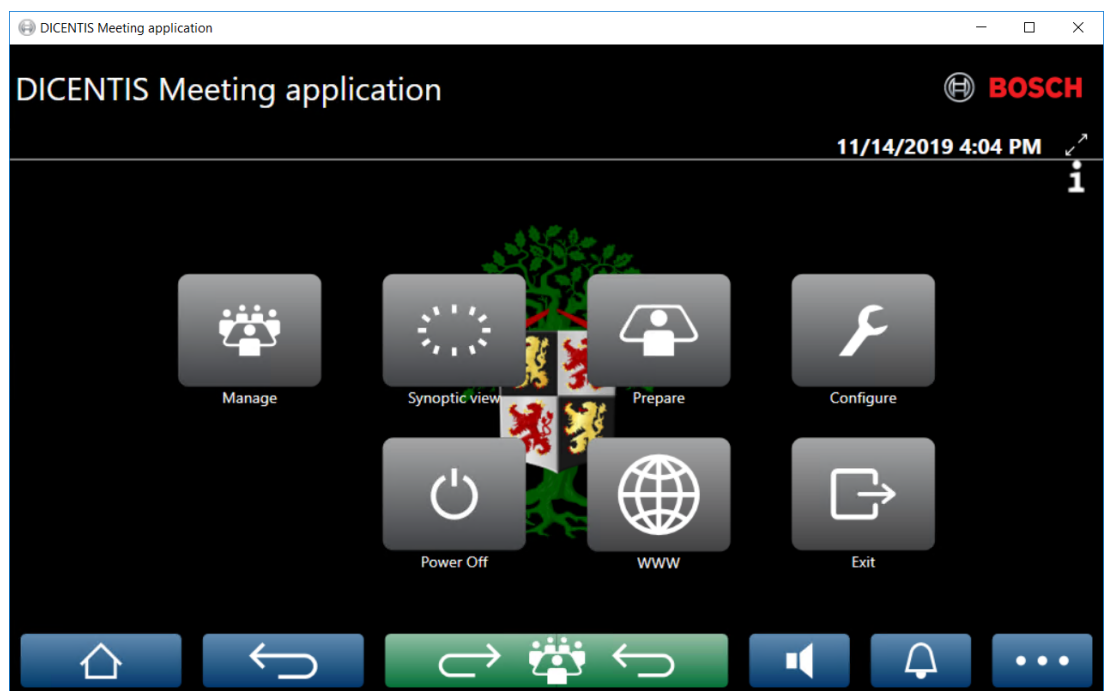 DICENTIS Meeting application
DICENTIS Meeting application
BOSCH
11/14/2019 4:04 PM
Manage
Synoptic view
Prepare
Configure
Power Off
WWW
Exit